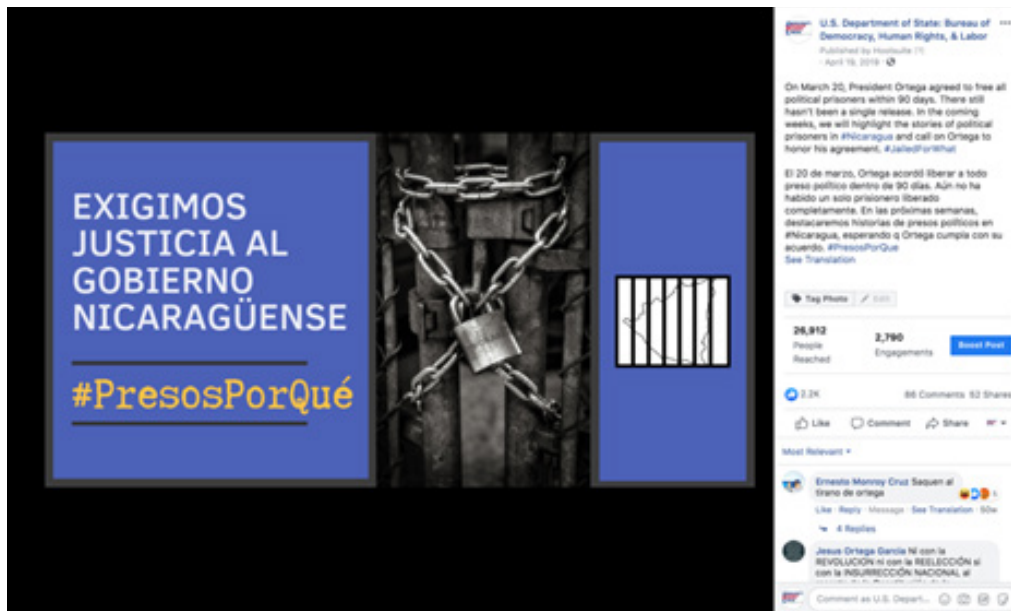 EXIGIMOS
JUSTICIA AL
GOBIERNO
NICARAGÜENSE
#PresosPorQué
U.S. Department of State: Bureau of
Democracy, Human Rights, & Labor
Published by Hootsuite
· April 19, 2019 ·
On March 20, President Ortega agreed to free all
political prisoners within 90 days. There still
hasn't been a single release. In the coming
weeks, we will highlight the stories of political
prisoners in #Nicaragua and call on Ortega to
honor his agreement. #JailedForWhat
El 20 de marzo, Ortega acordó liberar a todo
preso político dentro de 90 días. Aún no ha
habido un solo prisionero liberado
completamente. En las próximas semanas,
destacaremos historias de presos políticos en
#Nicaragua, esperando q Ortega cumpla con su
acuerdo. #PresosPorQue
See Translation
Tag Photo Edit
26,912
People
Reached
2,790
Engagements
Boost Post
2.2K 86 Comments 52 Shares
Like Comment Share
Most Relevant
Ernesto Monroy Cruz Saquen al
tirano de ortega
Like · Reply · Message · See Translation · 50w
4 Replies
Jesus Ortega Garcia Ni con la
REVOLUCIÓN ni con la REELECCIÓN si
con la INSURRECCIÓN NACIONAL al
Comment as U.S. Depart...